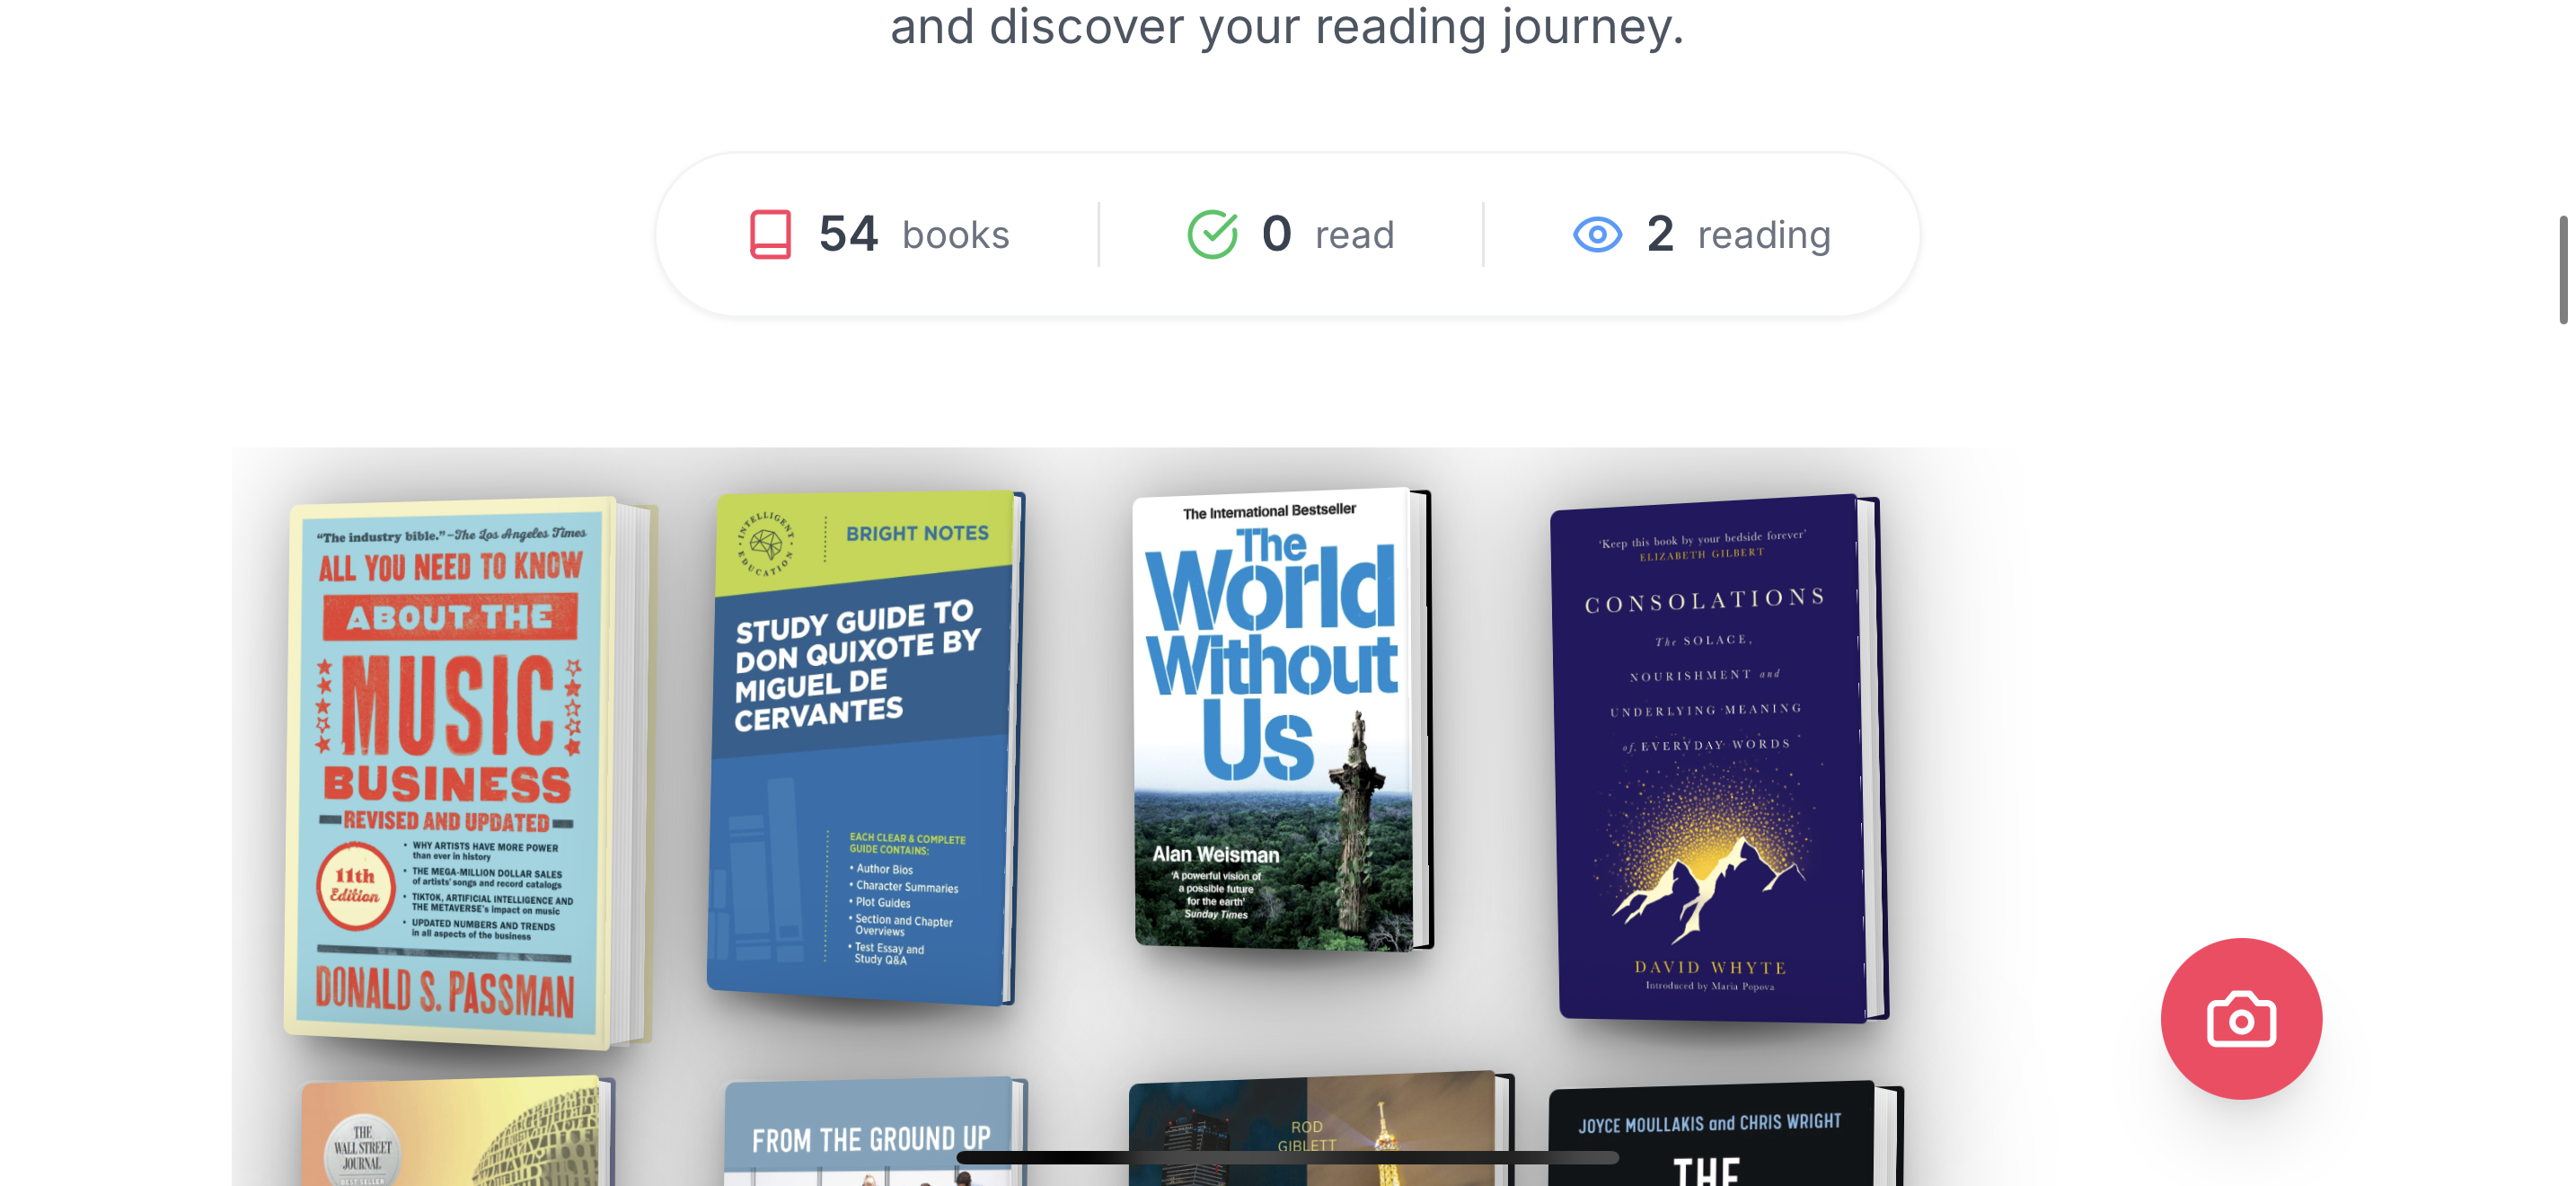 and discover your reading journey.
54 books
0 read
2 reading
“The industry bible.” –The Los Angeles Times
ALL YOU NEED TO KNOW
ABOUT THE
MUSIC
BUSINESS
REVISED AND UPDATED
11th
Edition
• WHY ARTISTS HAVE MORE POWER
than ever in history
• THE MEGA-MILLION DOLLAR SALES
of artists' songs and record catalogs
• TIKTOK, ARTIFICIAL INTELLIGENCE AND
THE METAVERSE's impact on music
• UPDATED NUMBERS AND TRENDS
in all aspects of the business
DONALD S. PASSMAN
INTELLIGENT
EDUCATION
BRIGHT NOTES
STUDY GUIDE TO
DON QUIXOTE BY
MIGUEL DE
CERVANTES
EACH CLEAR & COMPLETE
GUIDE CONTAINS:
• Author Bios
• Character Summaries
• Plot Guides
• Section and Chapter
Overviews
• Test Essay and
Study Q&A
The International Bestseller
The
World
Without
Us
Alan Weisman
'A powerful vision of
a possible future
for the earth'
Sunday Times
'Keep this book by your bedside forever'
ELIZABETH GILBERT
CONSOLATIONS
The SOLACE,
NOURISHMENT and
UNDERLYING MEANING
of EVERYDAY WORDS
DAVID WHYTE
Introduced by Maria Popova
THE
WALL STREET
JOURNAL
BEST SELLER
FROM THE GROUND UP
ROD
GIBLETT
JOYCE MOULLAKIS and CHRIS WRIGHT
THE